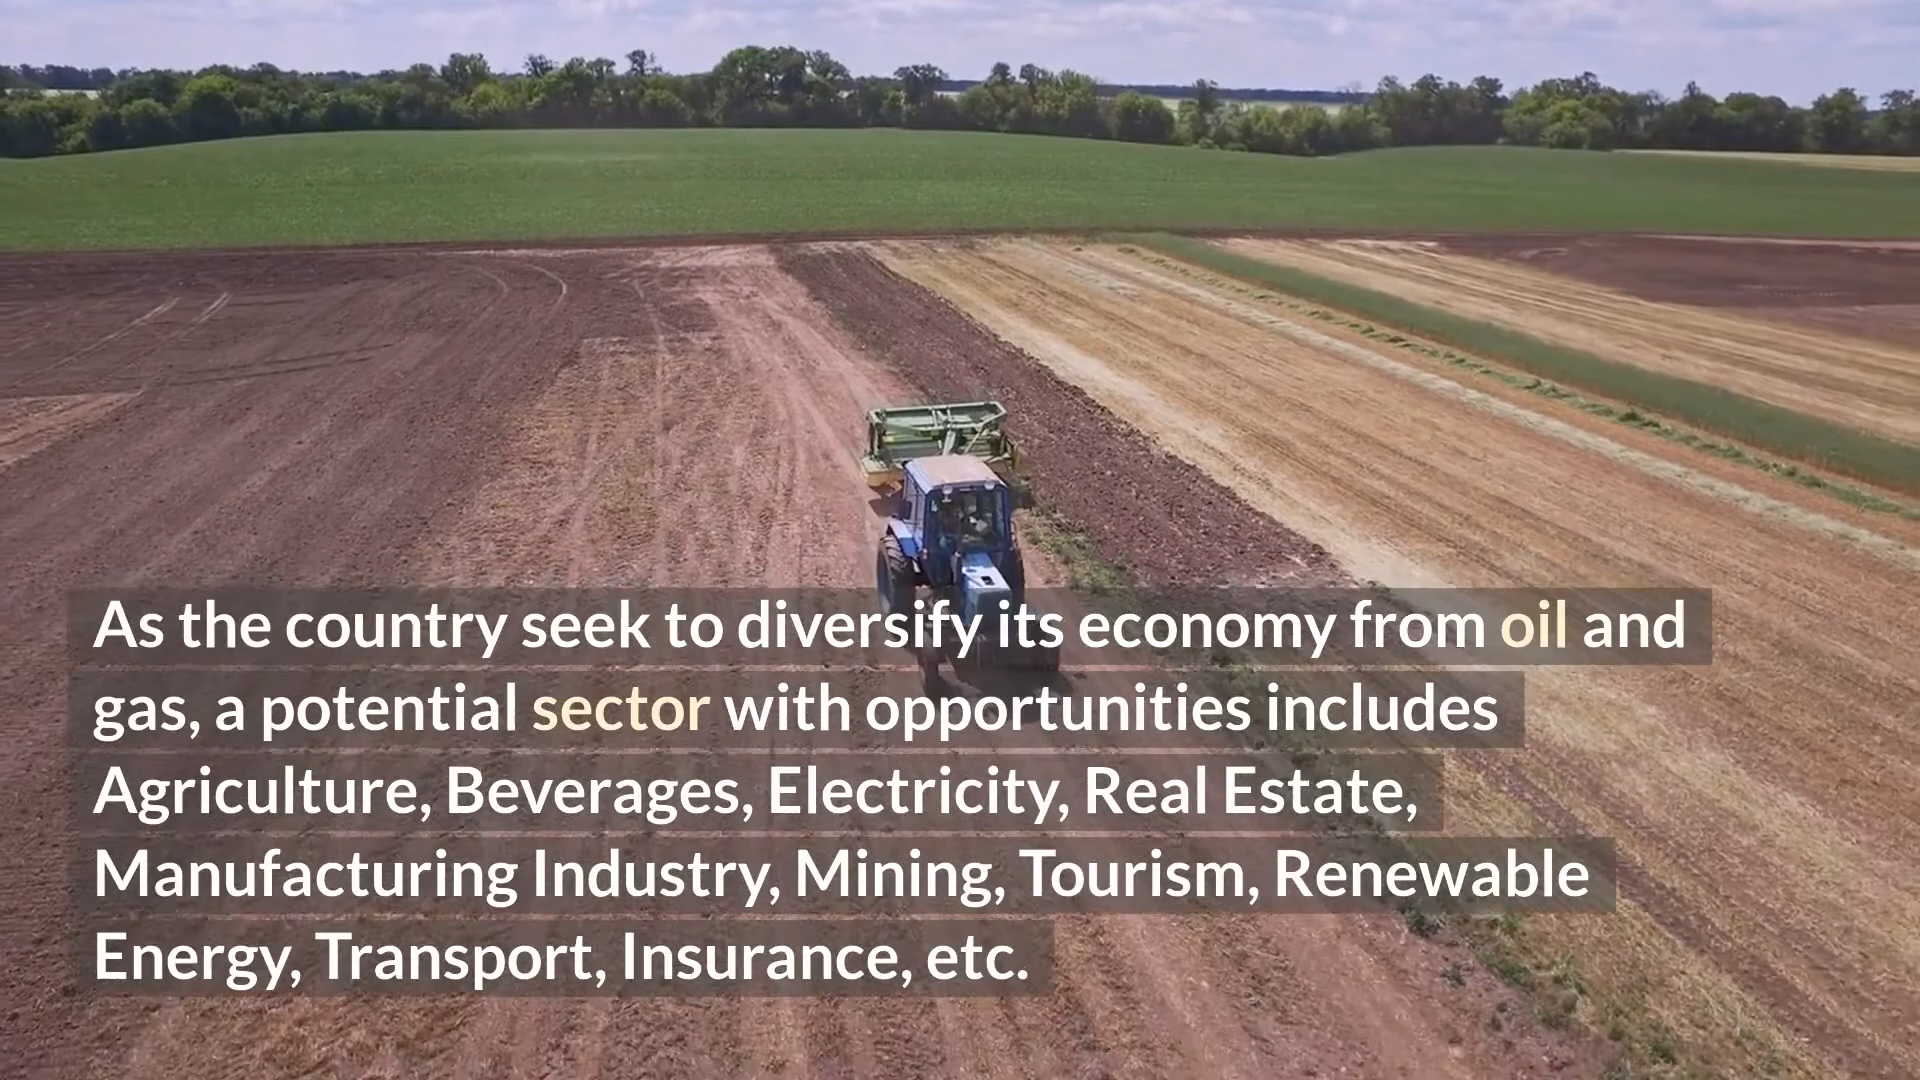 As the country seek to diversify its economy from oil and
gas, a potential sector with opportunities includes
Agriculture, Beverages, Electricity, Real Estate,
Manufacturing Industry, Mining, Tourism, Renewable
Energy, Transport, Insurance, etc.